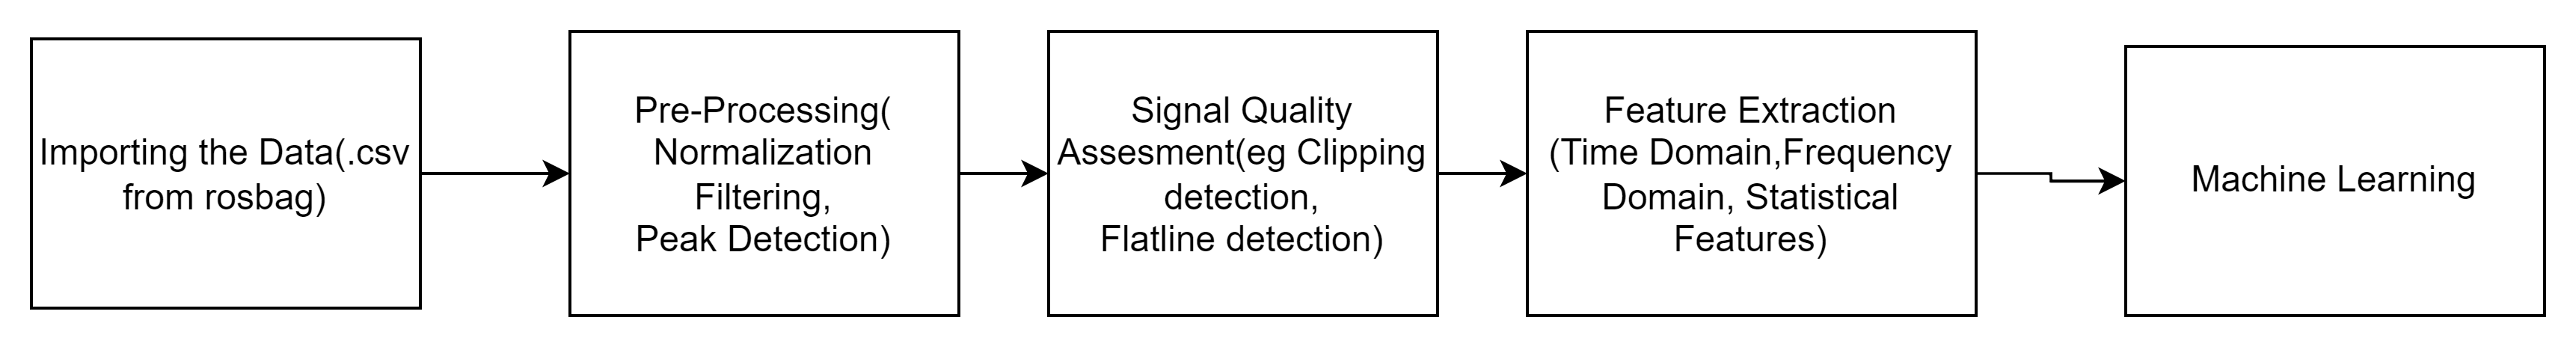 Importing the Data(.csv
from rosbag)
Pre-Processing(
Normalization
Filtering,
Peak Detection)
Signal Quality
Assesment(eg Clipping
detection,
Flatline detection)
Feature Extraction
(Time Domain,Frequency
Domain, Statistical
Features)
Machine Learning